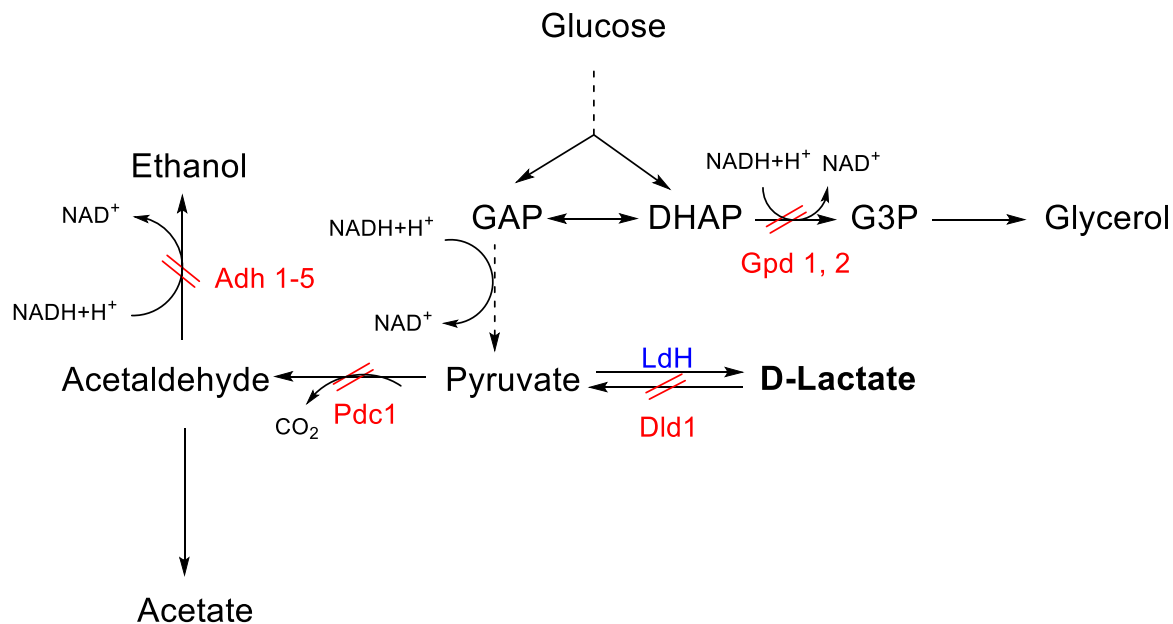 Glucose
Ethanol
NADH+H⁺
NAD⁺
NAD⁺
GAP
DHAP
G3P
Glycerol
NADH+H⁺
Gpd 1, 2
Adh 1-5
NADH+H⁺
NAD⁺
LdH
Acetaldehyde
Pyruvate
D-Lactate
Pdc1
CO₂
Dld1
Acetate